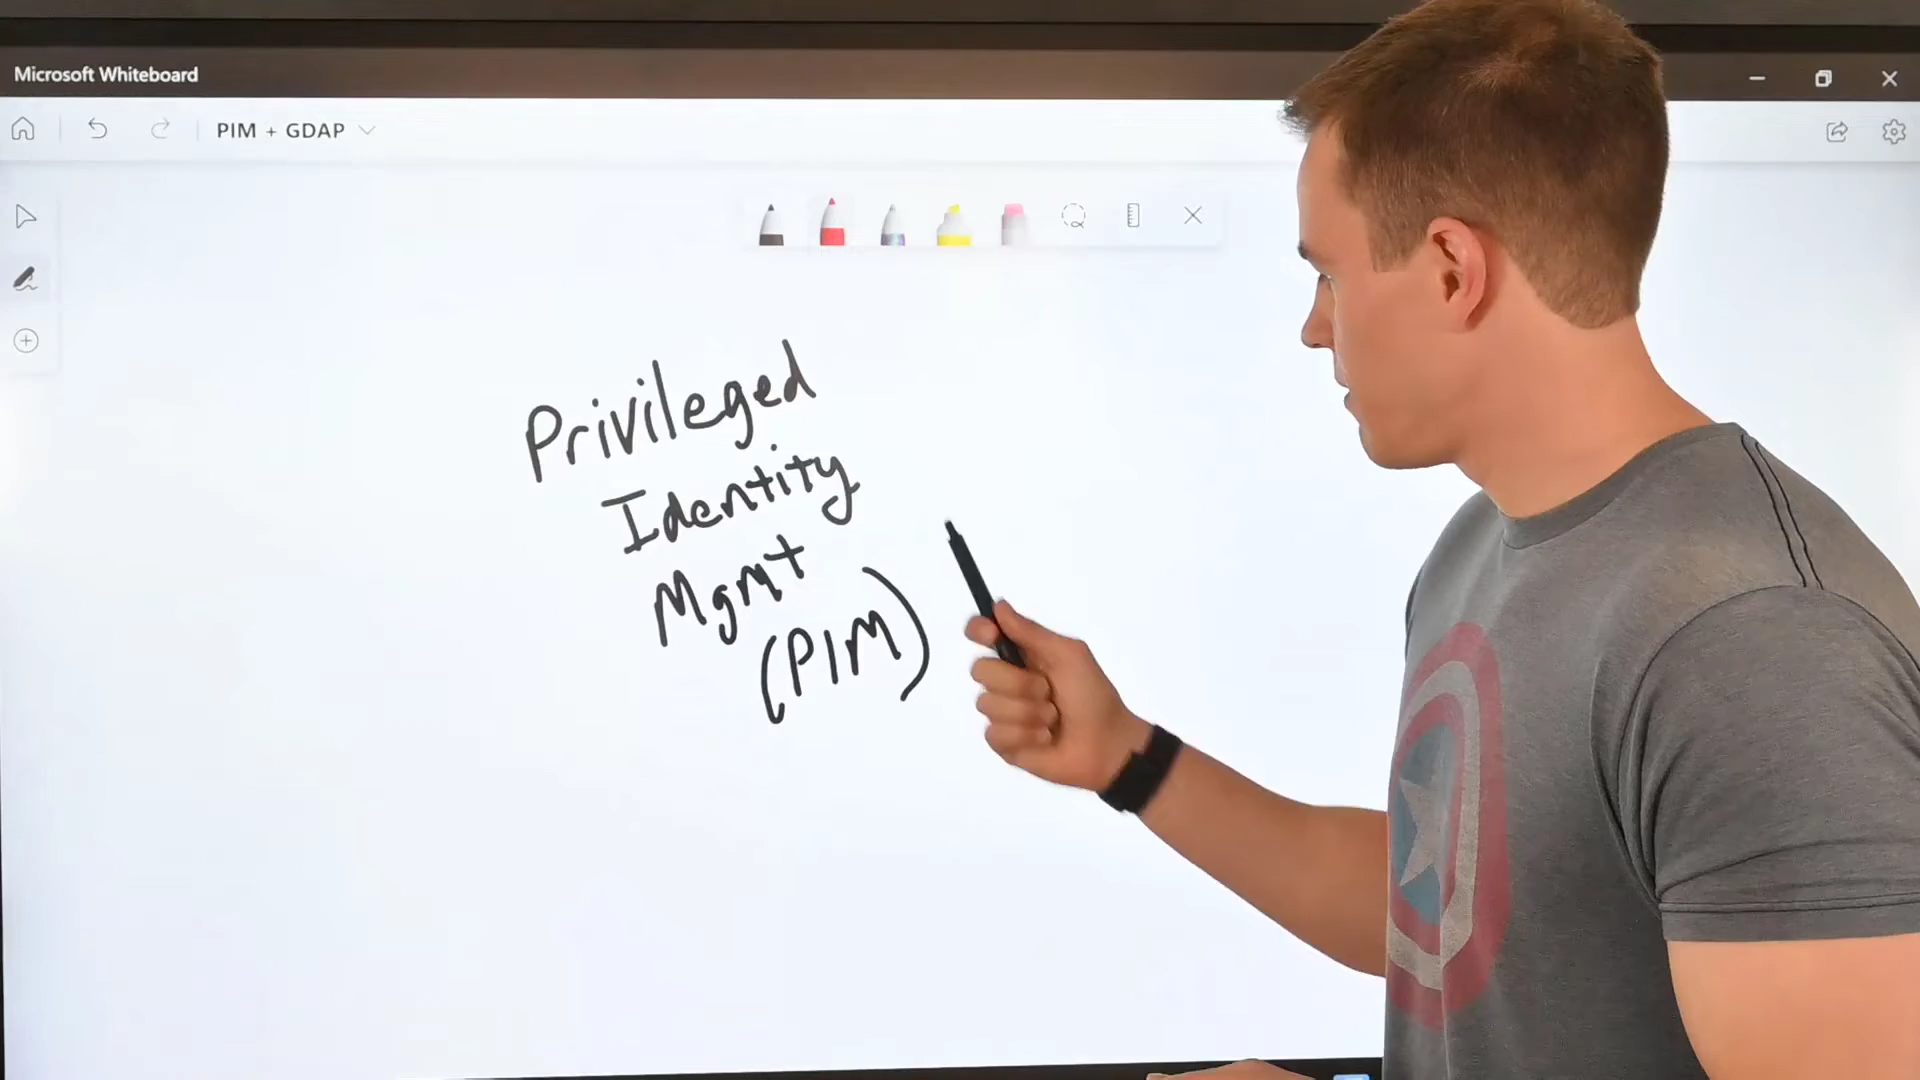 Microsoft Whiteboard
PIM + GDAP
Privileged
Identity
Mgmt
(PIM)